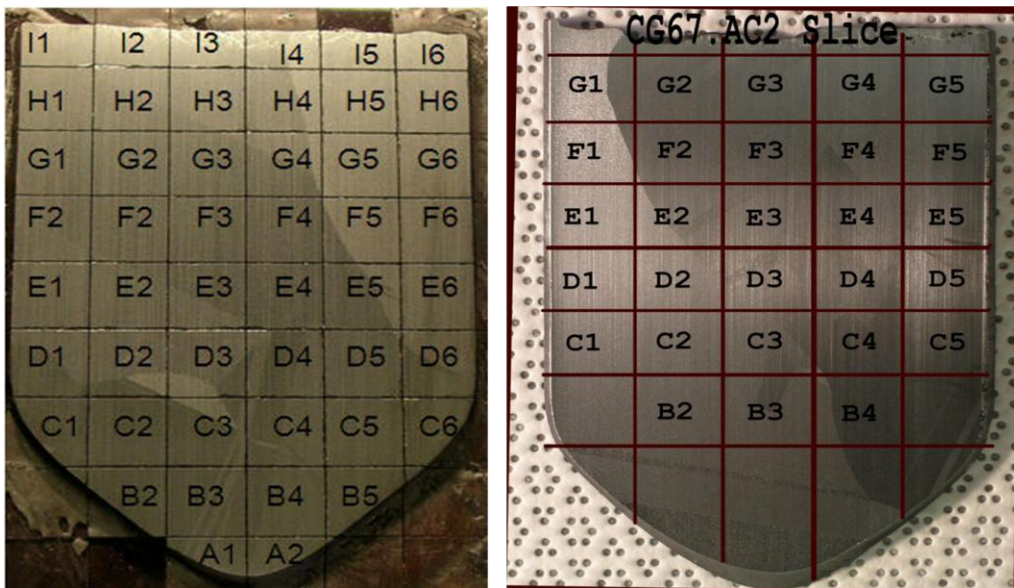 I1 I2 I3 I4 I5 I6
H1 H2 H3 H4 H5 H6
G1 G2 G3 G4 G5 G6
F2 F2 F3 F4 F5 F6
E1 E2 E3 E4 E5 E6
D1 D2 D3 D4 D5 D6
C1 C2 C3 C4 C5 C6
B2 B3 B4 B5
A1 A2
CG67.AC2 Slice
G1 G2 G3 G4 G5
F1 F2 F3 F4 F5
E1 E2 E3 E4 E5
D1 D2 D3 D4 D5
C1 C2 C3 C4 C5
B2 B3 B4